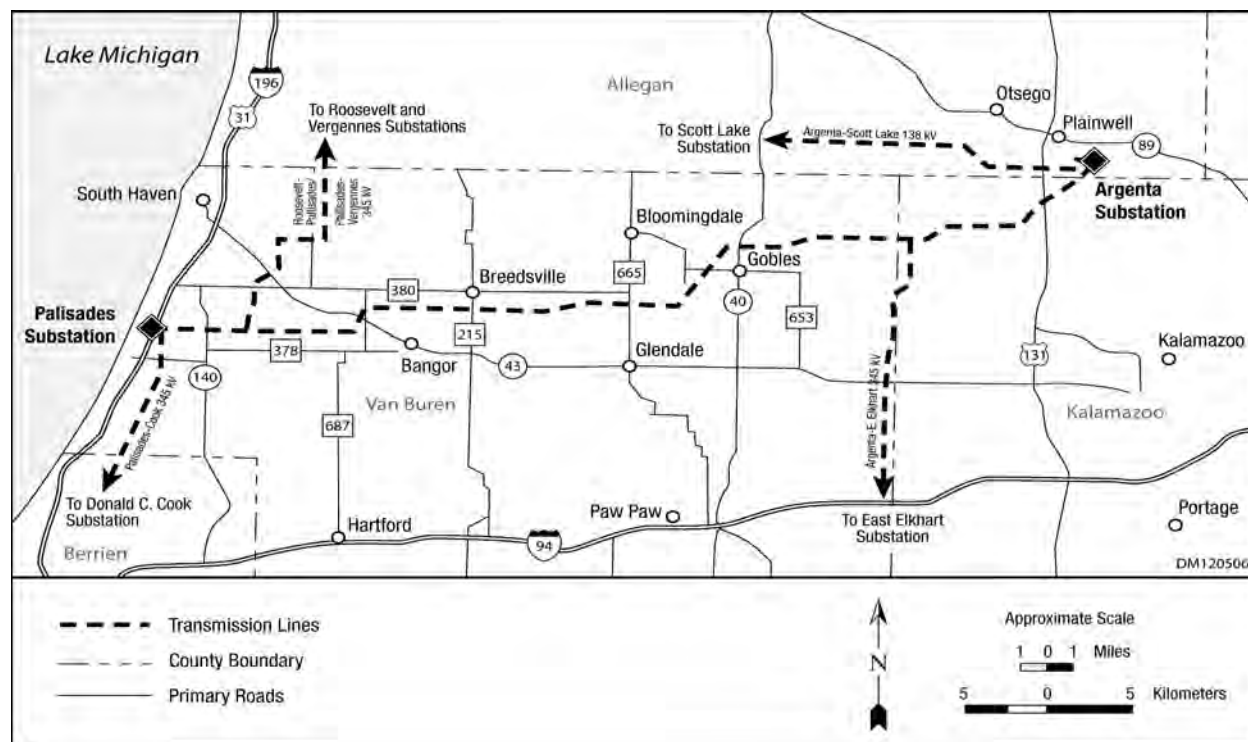 Lake Michigan
196
31
To Roosevelt and
Vergennes Substations
Allegan
Otsego
To Scott Lake
Substation
Argenta-Scott Lake 138 kV
Plainwell
89
South Haven
Roosevelt-
Palisades/
Palisades-
Vergennes
345 kV
Argenta
Substation
Bloomingdale
Gobles
Breedsville
380
665
40
653
Palisades
Substation
215
Glendale
Kalamazoo
131
378
Bangor
43
140
Palisades-Cook 345 kV
Van Buren
687
Argenta-E. Elkhart 345 kV
Kalamazoo
To Donald C. Cook
Substation
Hartford
Paw Paw
To East Elkhart
Substation
Portage
Berrien
94
DM120506
Transmission Lines
County Boundary
Primary Roads
N
Approximate Scale
1 0 1 Miles
5 0 5 Kilometers